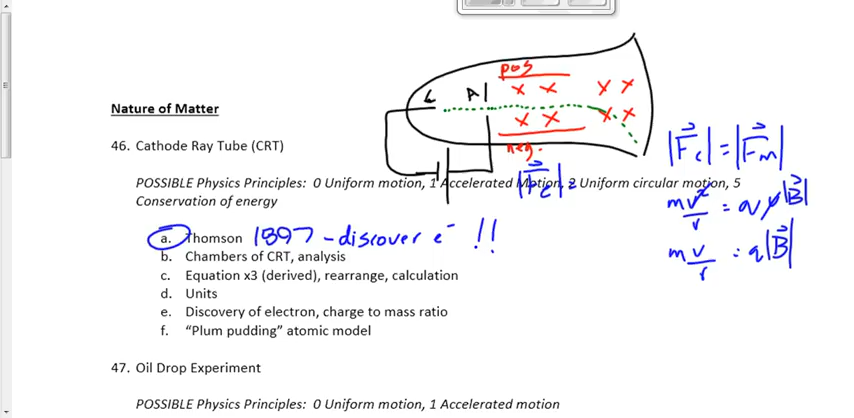 pos
A
x x x x
x x x x
neg.
|F⃗c| = |F⃗m|
Nature of Matter
46. Cathode Ray Tube (CRT)
|F⃗c| =
POSSIBLE Physics Principles: 0 Uniform motion, 1 Accelerated Motion, 2 Uniform circular motion, 5
Conservation of energy
mv²/r = qv|B⃗|
a. Thomson 1897 - discover e⁻ !!
mv/r = q|B⃗|
b. Chambers of CRT, analysis
c. Equation x3 (derived), rearrange, calculation
d. Units
e. Discovery of electron, charge to mass ratio
f. "Plum pudding" atomic model
47. Oil Drop Experiment
POSSIBLE Physics Principles: 0 Uniform motion, 1 Accelerated motion